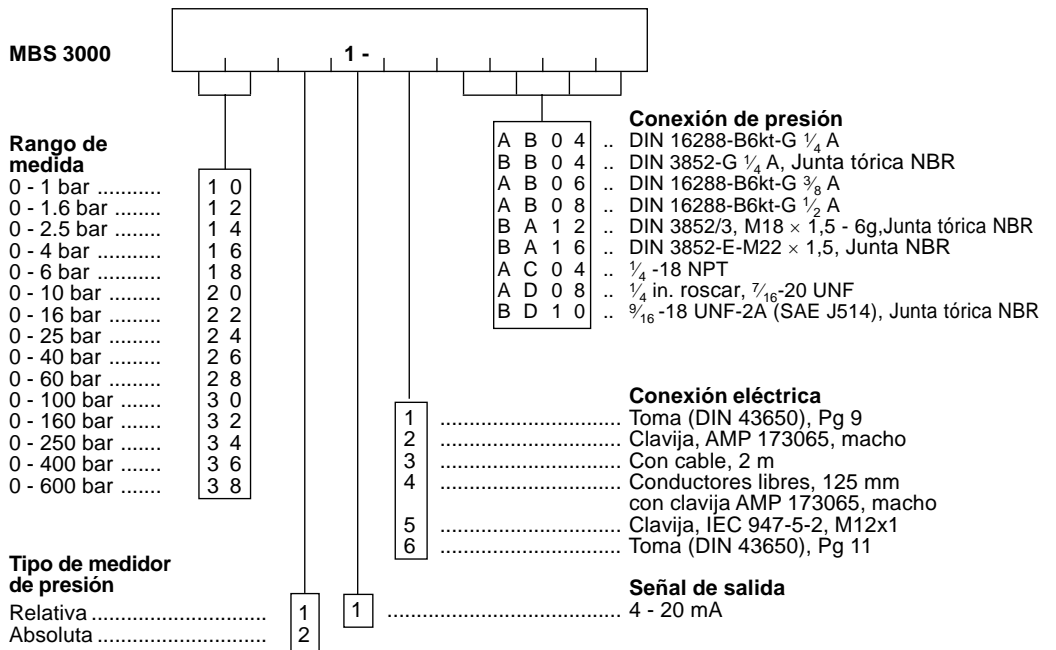 MBS 3000 1 -
Conexión de presión
A B 0 4 .. DIN 16288-B6kt-G ¼ A
B B 0 4 .. DIN 3852-G ¼ A, Junta tórica NBR
A B 0 6 .. DIN 16288-B6kt-G ⅜ A
A B 0 8 .. DIN 16288-B6kt-G ½ A
B A 1 2 .. DIN 3852/3, M18 × 1,5 - 6g,Junta tórica NBR
B A 1 6 .. DIN 3852-E-M22 × 1,5, Junta NBR
A C 0 4 .. ¼ -18 NPT
A D 0 8 .. ¼ in. roscar, 7⁄16-20 UNF
B D 1 0 .. 9⁄16 -18 UNF-2A (SAE J514), Junta tórica NBR
Rango de
medida
0 - 1 bar ........... 1 0
0 - 1.6 bar ........ 1 2
0 - 2.5 bar ........ 1 4
0 - 4 bar ........... 1 6
0 - 6 bar ........... 1 8
0 - 10 bar ......... 2 0
0 - 16 bar ......... 2 2
0 - 25 bar ......... 2 4
0 - 40 bar ......... 2 6
0 - 60 bar ......... 2 8
0 - 100 bar ....... 3 0
0 - 160 bar ....... 3 2
0 - 250 bar ....... 3 4
0 - 400 bar ....... 3 6
0 - 600 bar ....... 3 8
Conexión eléctrica
1 .............................. Toma (DIN 43650), Pg 9
2 .............................. Clavija, AMP 173065, macho
3 .............................. Con cable, 2 m
4 .............................. Conductores libres, 125 mm
con clavija AMP 173065, macho
5 .............................. Clavija, IEC 947-5-2, M12x1
6 .............................. Toma (DIN 43650), Pg 11
Tipo de medidor
de presión
Relativa ............................. 1
Absoluta ............................ 2
Señal de salida
1 ....................................... 4 - 20 mA